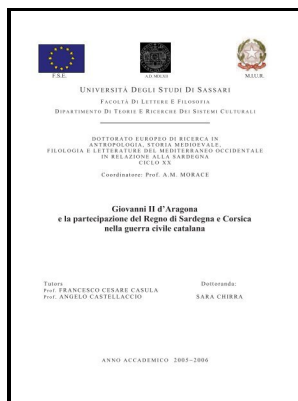 F.S.E.
A.D. MDLXII
M.I.U.R.
UNIVERSITÀ DEGLI STUDI DI SASSARI
FACOLTÀ DI LETTERE E FILOSOFIA
DIPARTIMENTO DI TEORIE E RICERCHE DEI SISTEMI CULTURALI
DOTTORATO EUROPEO DI RICERCA IN
ANTROPOLOGIA, STORIA MEDIOEVALE,
FILOLOGIA E LETTERATURE DEL MEDITERRANEO OCCIDENTALE
IN RELAZIONE ALLA SARDEGNA
CICLO XX
Coordinatore: Prof. A.M. MORACE
Giovanni II d'Aragona
e la partecipazione del Regno di Sardegna e Corsica
nella guerra civile catalana
Tutors
Prof. FRANCESCO CESARE CASULA
Prof. ANGELO CASTELLACCIO
Dottoranda:
SARA CHIRRA
ANNO ACCADEMICO 2005-2006